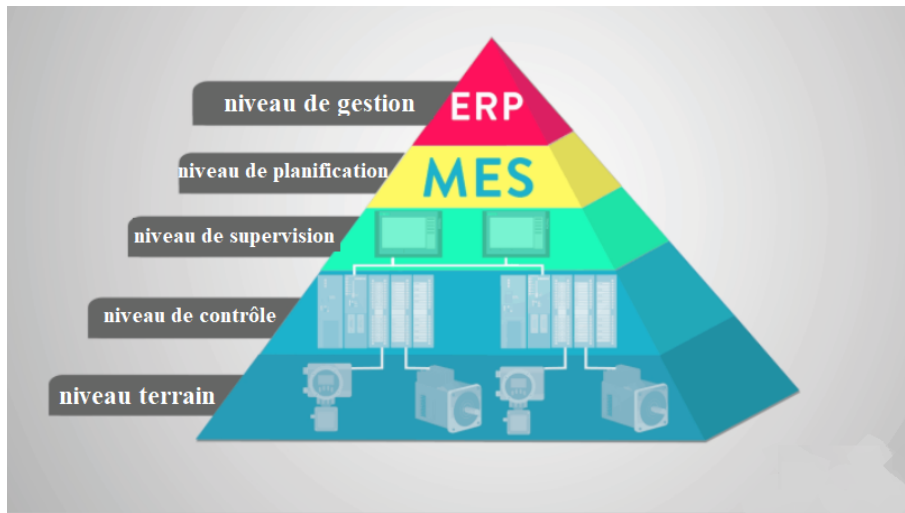 niveau de gestion
ERP
niveau de planification
MES
niveau de supervision
niveau de contrôle
niveau terrain